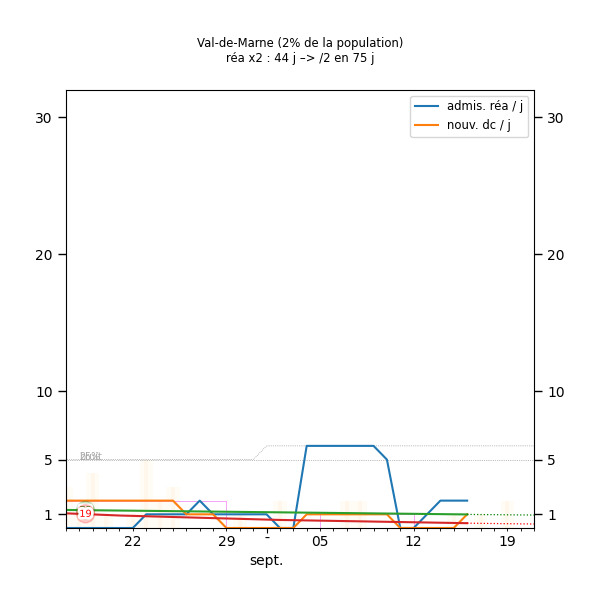 Val-de-Marne (2% de la population)
réa x2 : 44 j –> /2 en 75 j
admis. réa / j
nouv. dc / j
30 30
20 20
10 10
5 5
1 19 1
22 29 - 05 12 19
sept.